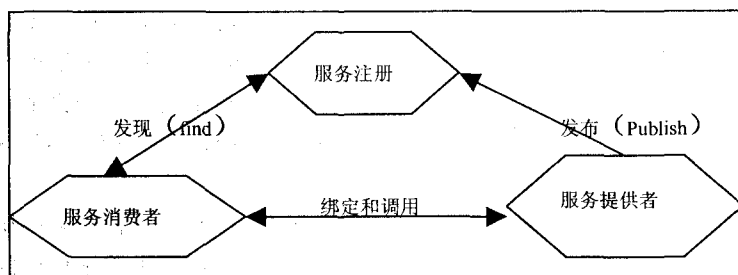 服务注册
发现（find）
发布（Publish）
服务消费者
绑定和调用
服务提供者